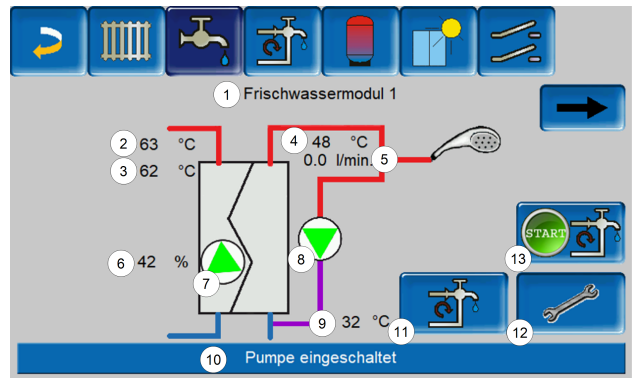 1 Frischwassermodul 1
2 63 °C
4 48 °C
3 62 °C
0.0 l/min. 5
6 42 %
7
8
START
13
9 32 °C
11
12
10 Pumpe eingeschaltet